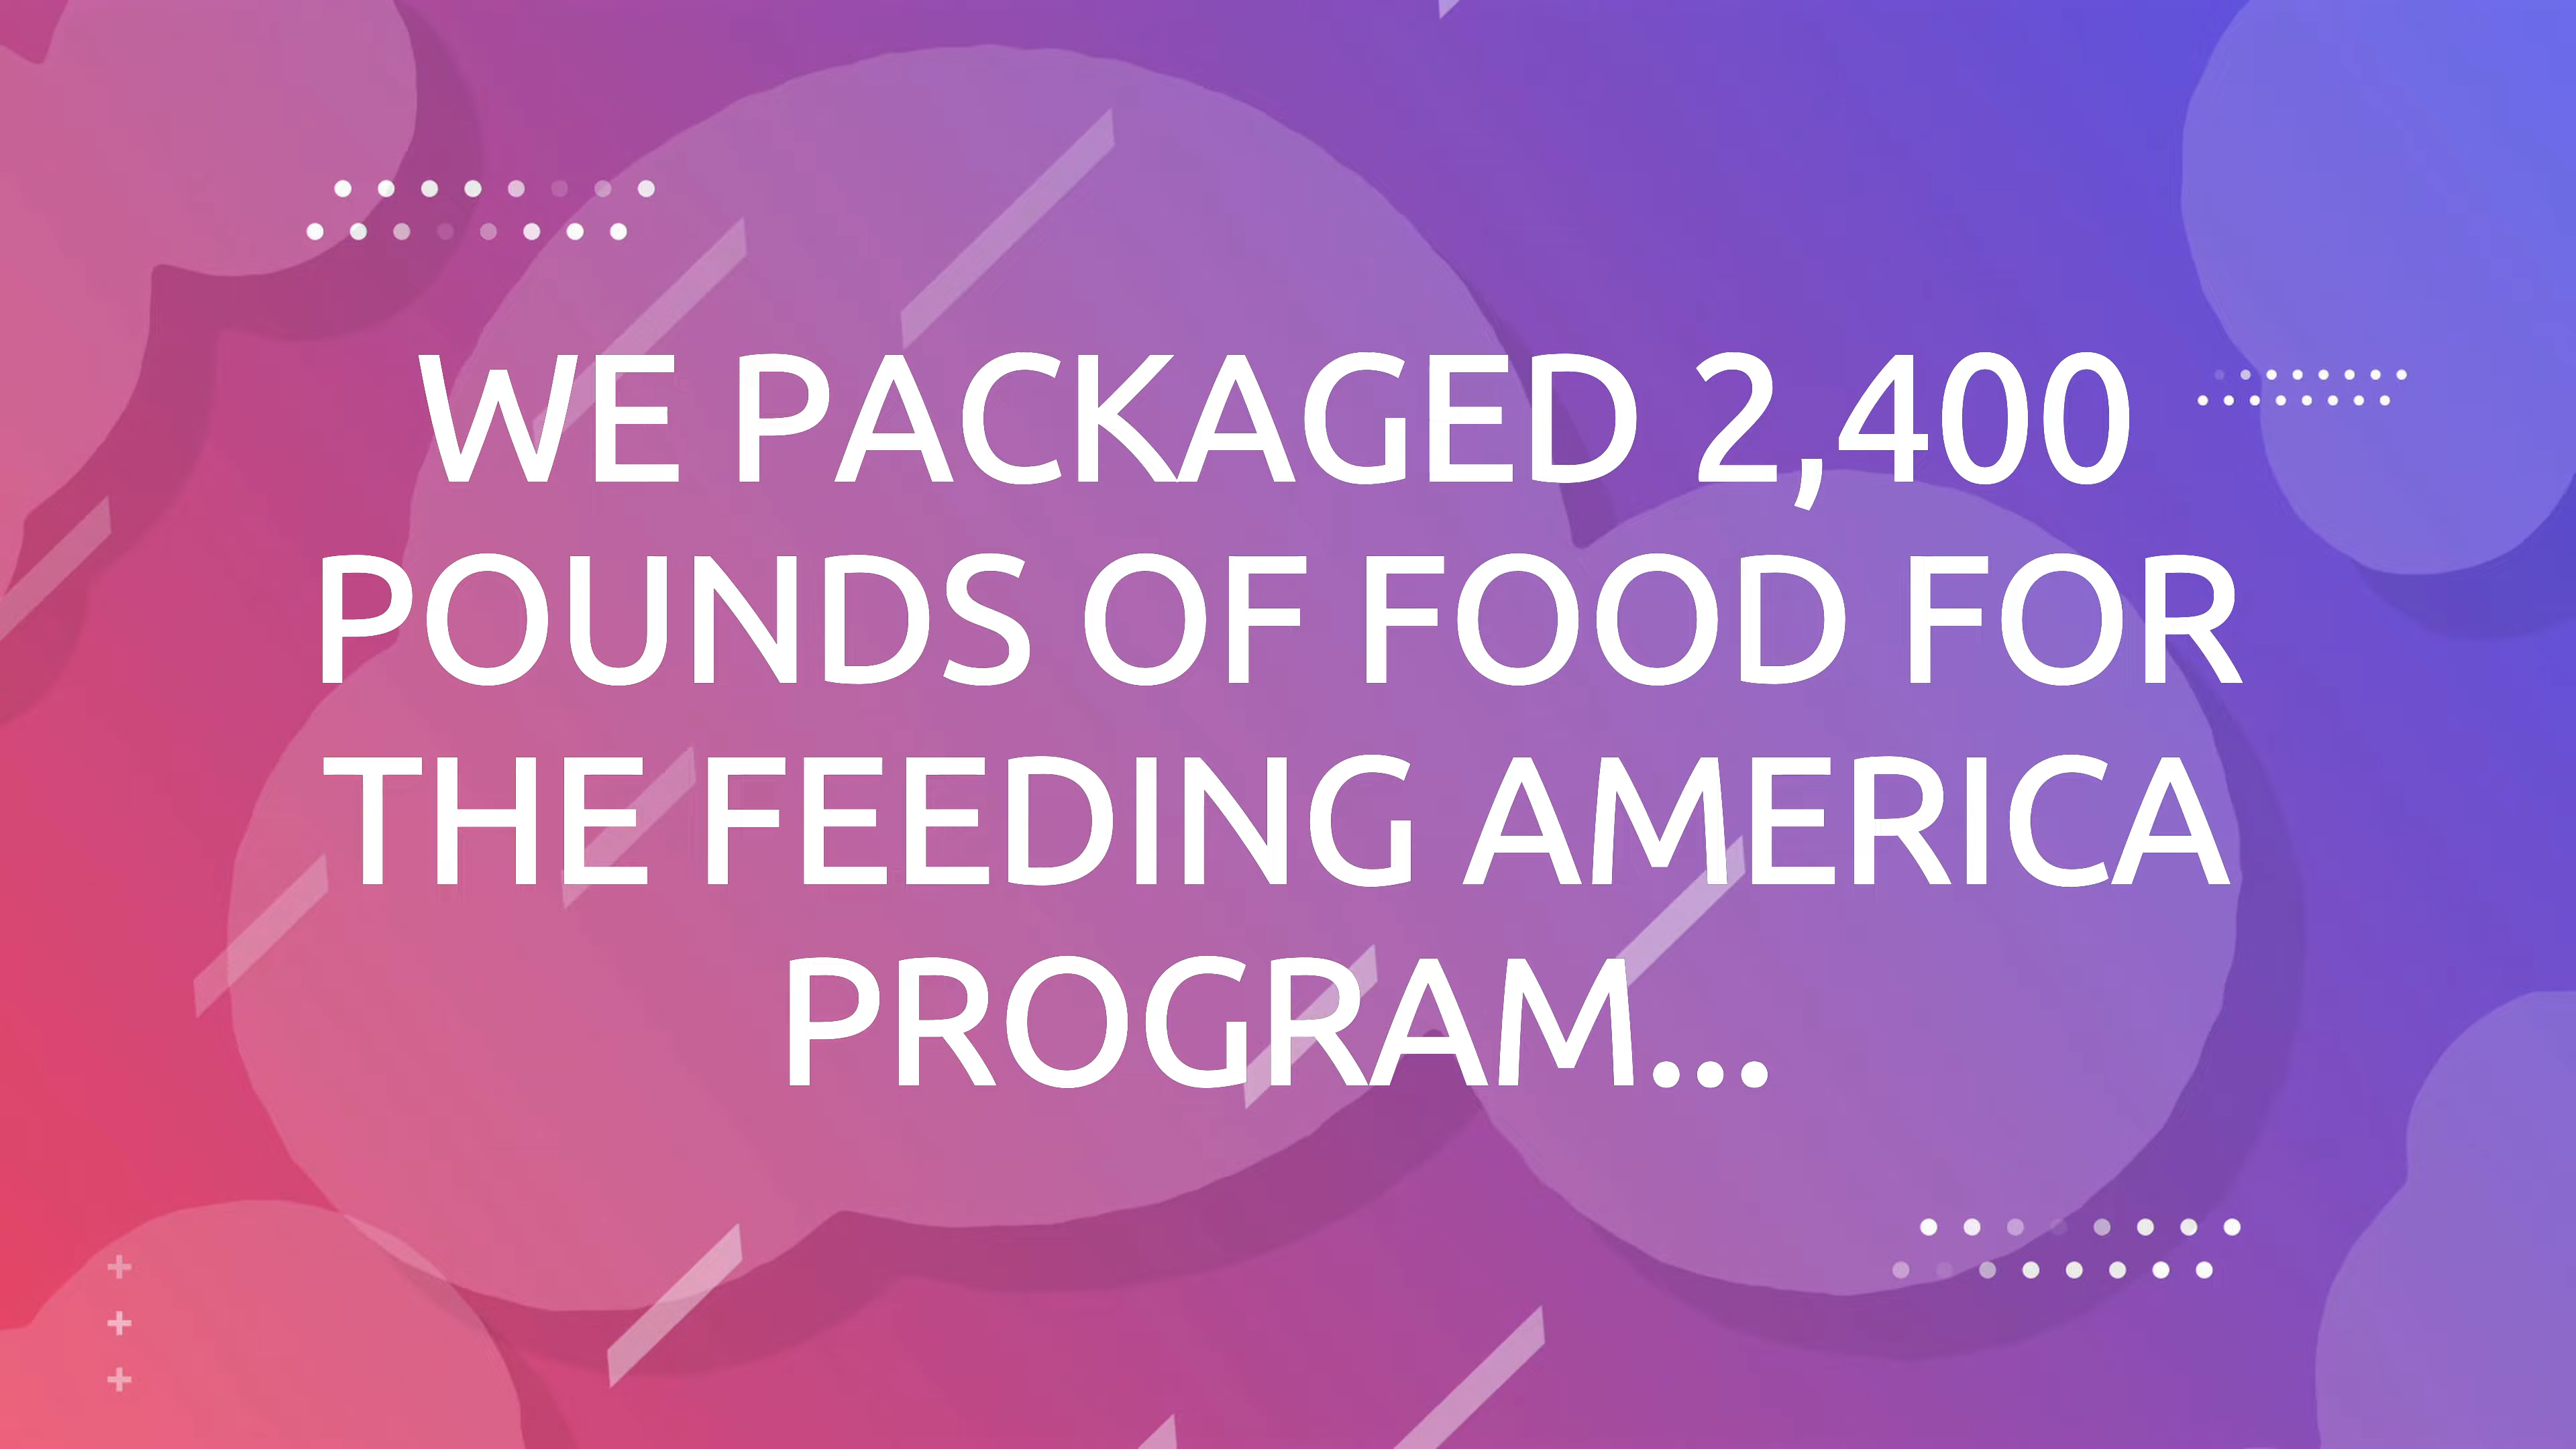 WE PACKAGED 2,400
POUNDS OF FOOD FOR
THE FEEDING AMERICA
PROGRAM...